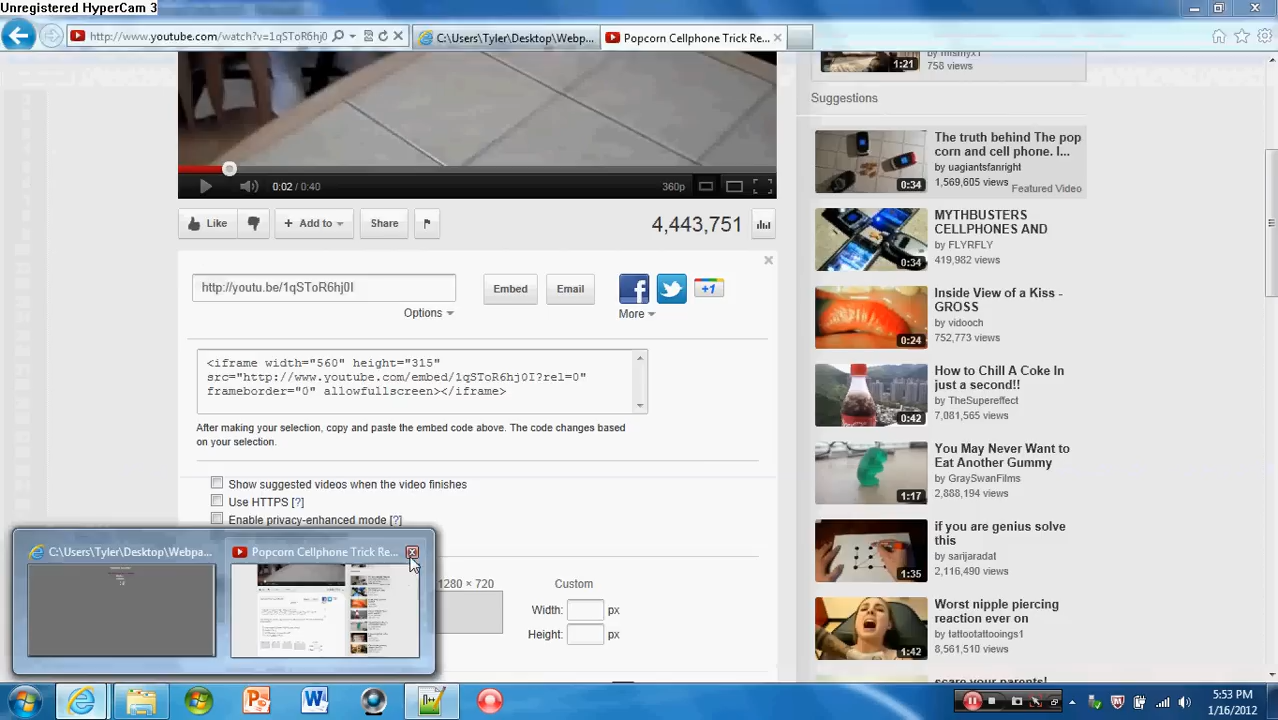 Unregistered HyperCam 3
http://www.youtube.com/watch?v=1qSToR6hj0
C:\Users\Tyler\Desktop\Webp...
Popcorn Cellphone Trick Re...
1:21
758 views
Suggestions
The truth behind The pop
corn and cell phone. I...
by uagiantsfanright
1,569,605 views
Featured Video
0:34
0:02 / 0:40
360p
Like
Add to
Share
4,443,751
MYTHBUSTERS
CELLPHONES AND
by FLYRFLY
419,982 views
0:34
http://youtu.be/1qSToR6hj0I
Embed
Email
+1
Options
More
Inside View of a Kiss -
GROSS
by vidooch
752,773 views
0:24
<iframe width="560" height="315"
src="http://www.youtube.com/embed/1qSToR6hj0I?rel=0"
frameborder="0" allowfullscreen></iframe>
How to Chill A Coke In
just a second!!
by TheSupereffect
7,081,565 views
0:42
After making your selection, copy and paste the embed code above. The code changes based
on your selection.
You May Never Want to
Eat Another Gummy
by GraySwanFilms
2,888,194 views
1:17
Show suggested videos when the video finishes
Use HTTPS [?]
Enable privacy-enhanced mode [?]
if you are genius solve
this
by sarijaradat
2,116,490 views
1:35
C:\Users\Tyler\Desktop\Webpa...
Popcorn Cellphone Trick Re...
1280 × 720
Custom
Width:
px
Height:
px
Worst nipple piercing
reaction ever on
by tattootattooings1
8,561,510 views
1:42
scare your parents!
5:53 PM
1/16/2012